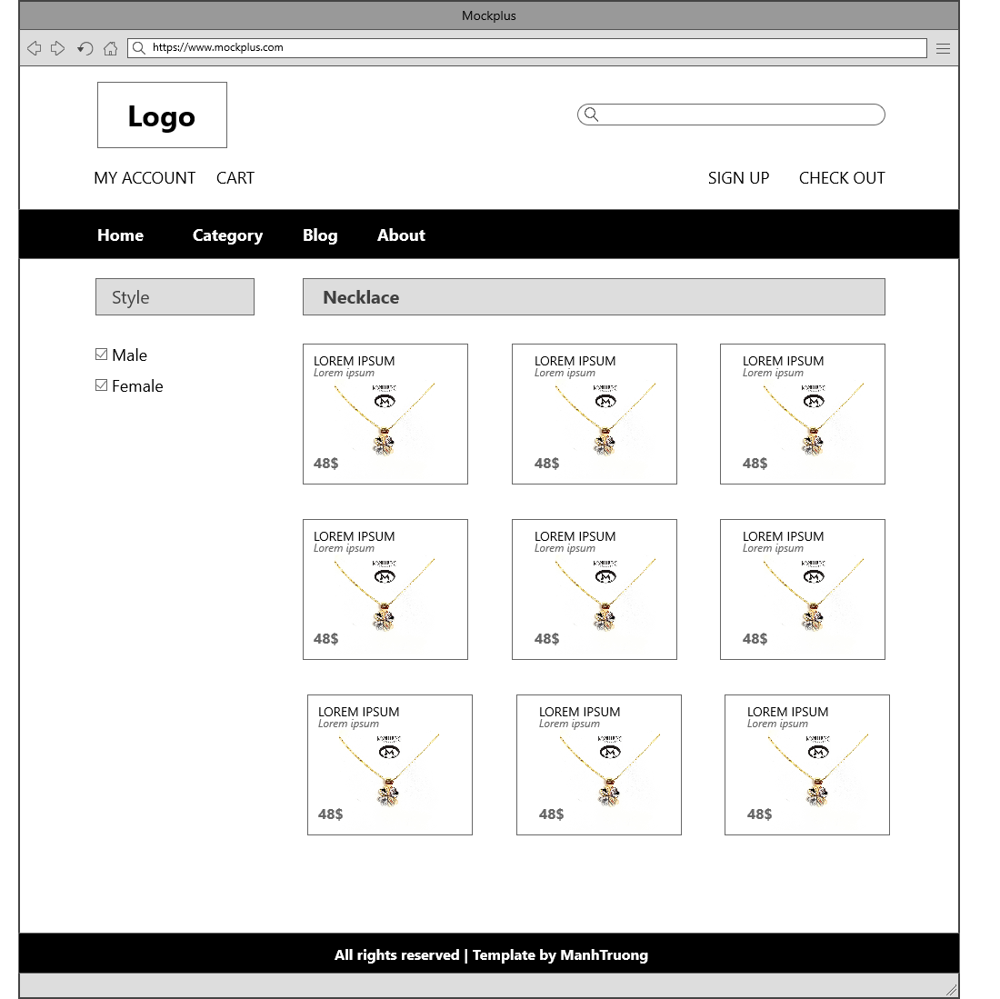 Mockplus
https://www.mockplus.com
Logo
MY ACCOUNT CART SIGN UP CHECK OUT
Home Category Blog About
Style
Necklace
Male
Female
LOREM IPSUM LOREM IPSUM LOREM IPSUM
Lorem ipsum Lorem ipsum Lorem ipsum
M M M
48$ 48$ 48$
LOREM IPSUM LOREM IPSUM LOREM IPSUM
Lorem ipsum Lorem ipsum Lorem ipsum
M M M
48$ 48$ 48$
LOREM IPSUM LOREM IPSUM LOREM IPSUM
Lorem ipsum Lorem ipsum Lorem ipsum
M M M
48$ 48$ 48$
All rights reserved | Template by ManhTruong